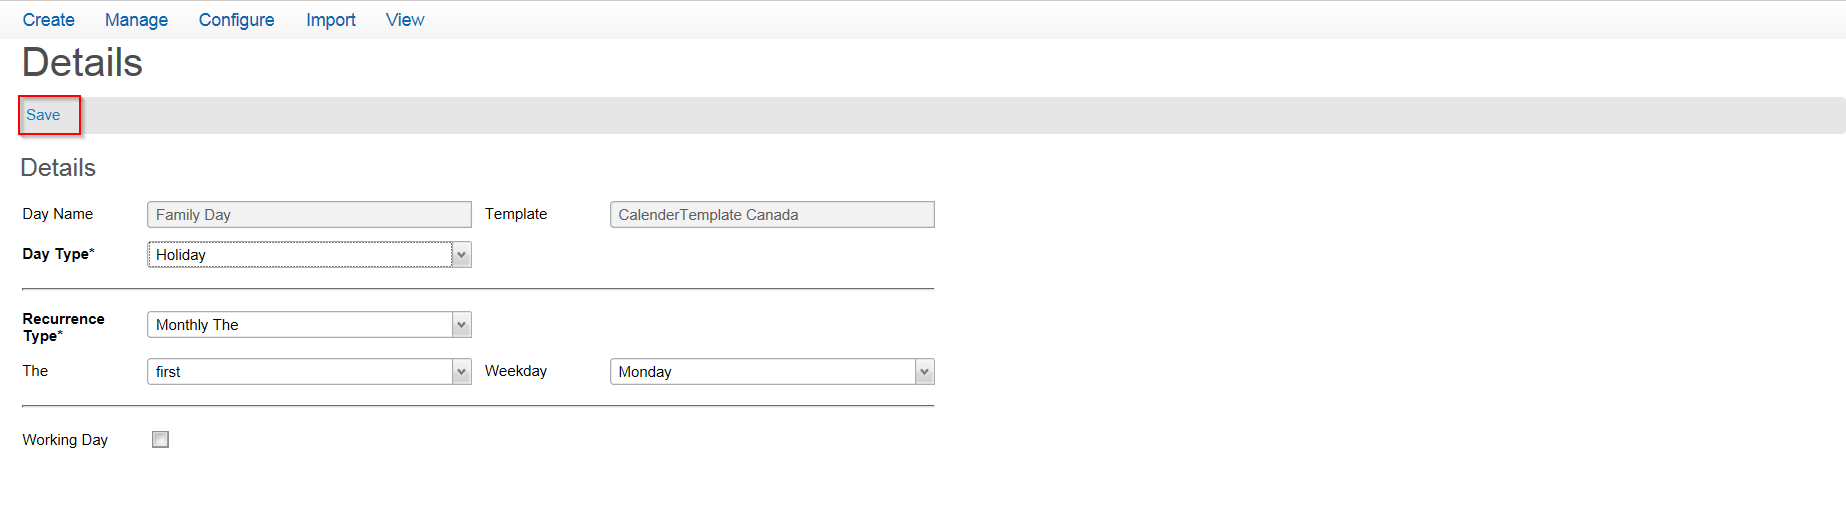 Create Manage Configure Import View
Details
Save
Details
Day Name Family Day Template CalenderTemplate Canada
Day Type* Holiday
Recurrence Type* Monthly The
The first Weekday Monday
Working Day